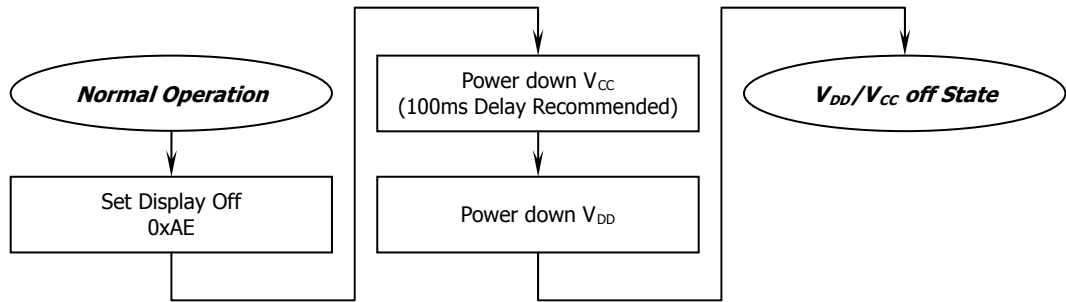 Normal Operation
Set Display Off
0xAE
Power down VCC
(100ms Delay Recommended)
Power down VDD
VDD/VCC off State